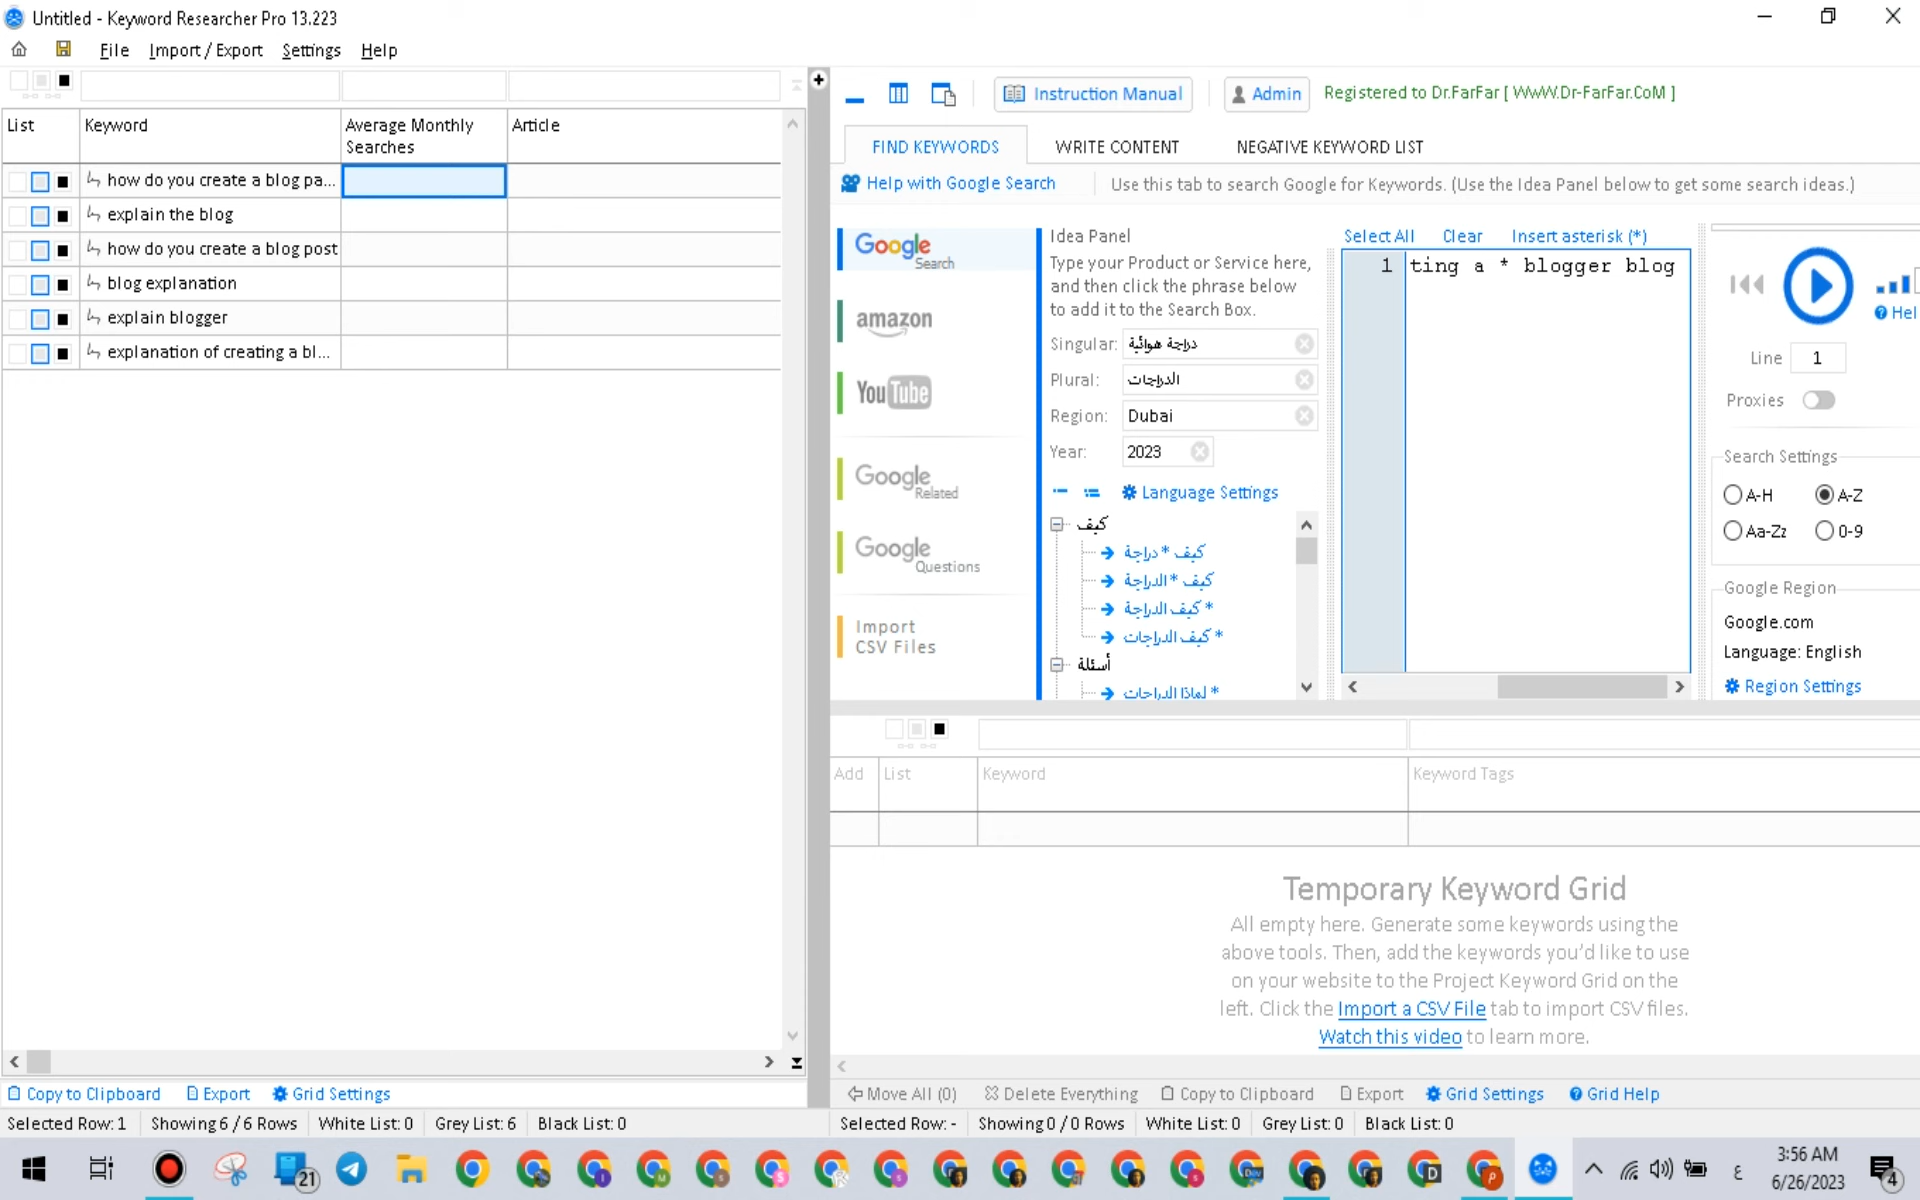 Untitled - Keyword Researcher Pro 13.223
File Import / Export Settings Help
List Keyword Average Monthly Searches Article
how do you create a blog pa...
explain the blog
how do you create a blog post
blog explanation
explain blogger
explanation of creating a bl...
Copy to Clipboard Export Grid Settings
Selected Row: 1 Showing 6 / 6 Rows White List: 0 Grey List: 6 Black List: 0
Instruction Manual Admin Registered to Dr.FarFar [ WwW.Dr-FarFar.CoM ]
FIND KEYWORDS WRITE CONTENT NEGATIVE KEYWORD LIST
Help with Google Search Use this tab to search Google for Keywords. (Use the Idea Panel below to get some search ideas.)
Google Search
amazon
YouTube
Google Related
Google Questions
Import
CSV Files
Idea Panel
Type your Product or Service here,
and then click the phrase below
to add it to the Search Box.
Singular: دراجة هوائية
Plural: الدراجات
Region: Dubai
Year: 2023
Language Settings
كيف
كيف * دراجة
كيف * الدراجة
كيف الدراجة *
كيف الدراجات *
أسئلة
لماذا الدراجات *
Select All Clear Insert asterisk (*)
1 ting a * blogger blog
Hel
Line 1
Proxies
Search Settings
A-H A-Z
Aa-Zz 0-9
Google Region
Google.com
Language: English
Region Settings
Add List Keyword Keyword Tags
Temporary Keyword Grid
All empty here. Generate some keywords using the
above tools. Then, add the keywords you'd like to use
on your website to the Project Keyword Grid on the
left. Click the Import a CSV File tab to import CSV files.
Watch this video to learn more.
Move All (0) Delete Everything Copy to Clipboard Export Grid Settings Grid Help
Selected Row: - Showing 0 / 0 Rows White List: 0 Grey List: 0 Black List: 0
21
D
P
ع
3:56 AM
6/26/2023
4